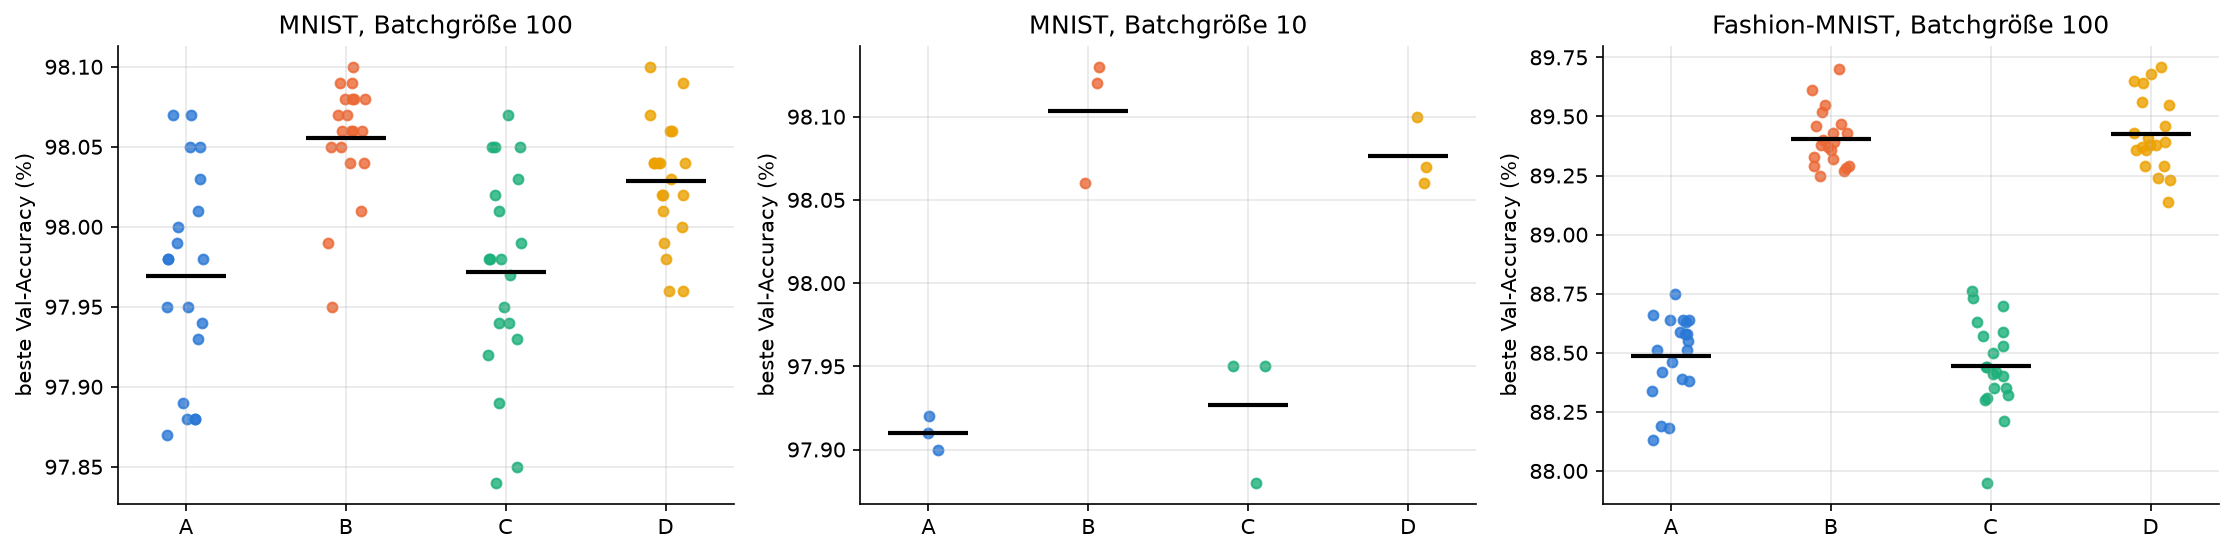 MNIST, Batchgröße 100
beste Val-Accuracy (%)
98.10
98.05
98.00
97.95
97.90
97.85
A B C D
MNIST, Batchgröße 10
beste Val-Accuracy (%)
98.10
98.05
98.00
97.95
97.90
A B C D
Fashion-MNIST, Batchgröße 100
beste Val-Accuracy (%)
89.75
89.50
89.25
89.00
88.75
88.50
88.25
88.00
A B C D